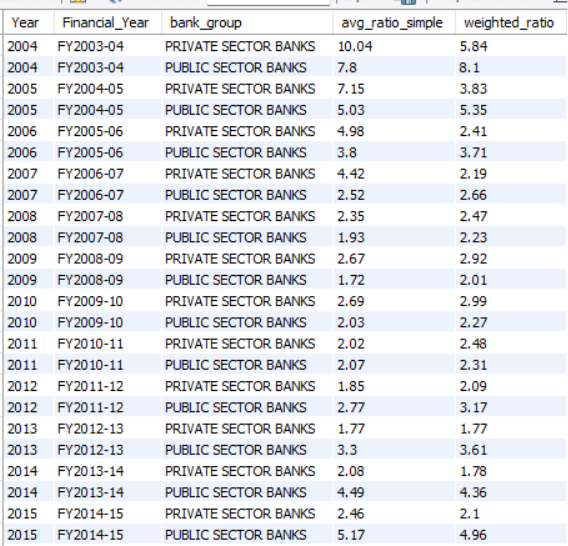 Year Financial_Year bank_group avg_ratio_simple weighted_ratio
2004 FY2003-04 PRIVATE SECTOR BANKS 10.04 5.84
2004 FY2003-04 PUBLIC SECTOR BANKS 7.8 8.1
2005 FY2004-05 PRIVATE SECTOR BANKS 7.15 3.83
2005 FY2004-05 PUBLIC SECTOR BANKS 5.03 5.35
2006 FY2005-06 PRIVATE SECTOR BANKS 4.98 2.41
2006 FY2005-06 PUBLIC SECTOR BANKS 3.8 3.71
2007 FY2006-07 PRIVATE SECTOR BANKS 4.42 2.19
2007 FY2006-07 PUBLIC SECTOR BANKS 2.52 2.66
2008 FY2007-08 PRIVATE SECTOR BANKS 2.35 2.47
2008 FY2007-08 PUBLIC SECTOR BANKS 1.93 2.23
2009 FY2008-09 PRIVATE SECTOR BANKS 2.67 2.92
2009 FY2008-09 PUBLIC SECTOR BANKS 1.72 2.01
2010 FY2009-10 PRIVATE SECTOR BANKS 2.69 2.99
2010 FY2009-10 PUBLIC SECTOR BANKS 2.03 2.27
2011 FY2010-11 PRIVATE SECTOR BANKS 2.02 2.48
2011 FY2010-11 PUBLIC SECTOR BANKS 2.07 2.31
2012 FY2011-12 PRIVATE SECTOR BANKS 1.85 2.09
2012 FY2011-12 PUBLIC SECTOR BANKS 2.77 3.17
2013 FY2012-13 PRIVATE SECTOR BANKS 1.77 1.77
2013 FY2012-13 PUBLIC SECTOR BANKS 3.3 3.61
2014 FY2013-14 PRIVATE SECTOR BANKS 2.08 1.78
2014 FY2013-14 PUBLIC SECTOR BANKS 4.49 4.36
2015 FY2014-15 PRIVATE SECTOR BANKS 2.46 2.1
2015 FY2014-15 PUBLIC SECTOR BANKS 5.17 4.96